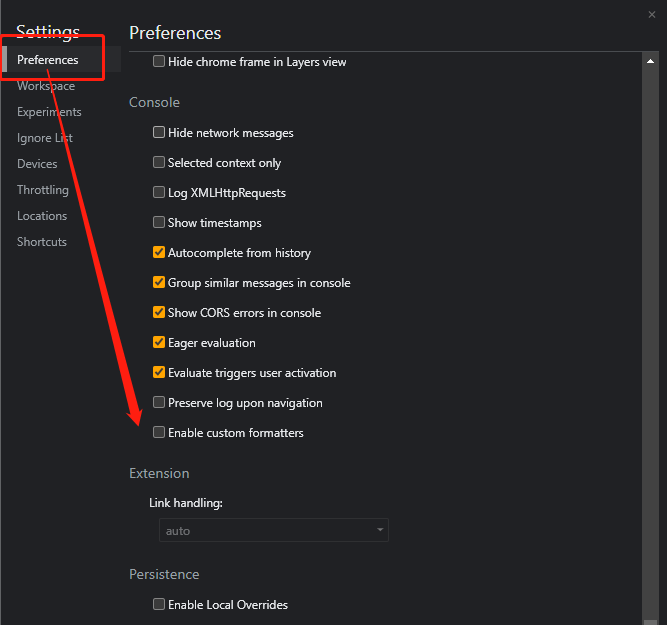 Settings
Preferences
Preferences
Workspace
Experiments
Ignore List
Devices
Throttling
Locations
Shortcuts
Hide chrome frame in Layers view
Console
Hide network messages
Selected context only
Log XMLHttpRequests
Show timestamps
Autocomplete from history
Group similar messages in console
Show CORS errors in console
Eager evaluation
Evaluate triggers user activation
Preserve log upon navigation
Enable custom formatters
Extension
Link handling:
auto
Persistence
Enable Local Overrides